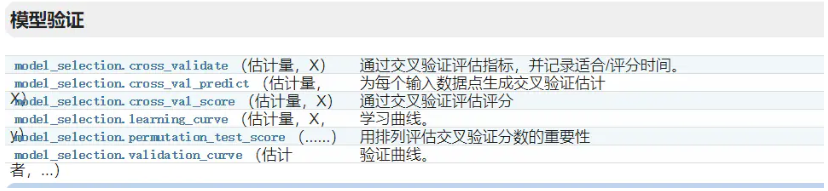 模型验证
model_selection.cross_validate（估计量，X） 通过交叉验证评估指标，并记录适合/评分时间。
model_selection.cross_val_predict（估计量， 为每个输入数据点生成交叉验证估计
X）
model_selection.cross_val_score（估计量，X） 通过交叉验证评估评分
model_selection.learning_curve（估计量，X， 学习曲线。
y）
model_selection.permutation_test_score（……） 用排列评估交叉验证分数的重要性
model_selection.validation_curve（估计 验证曲线。
者，…）